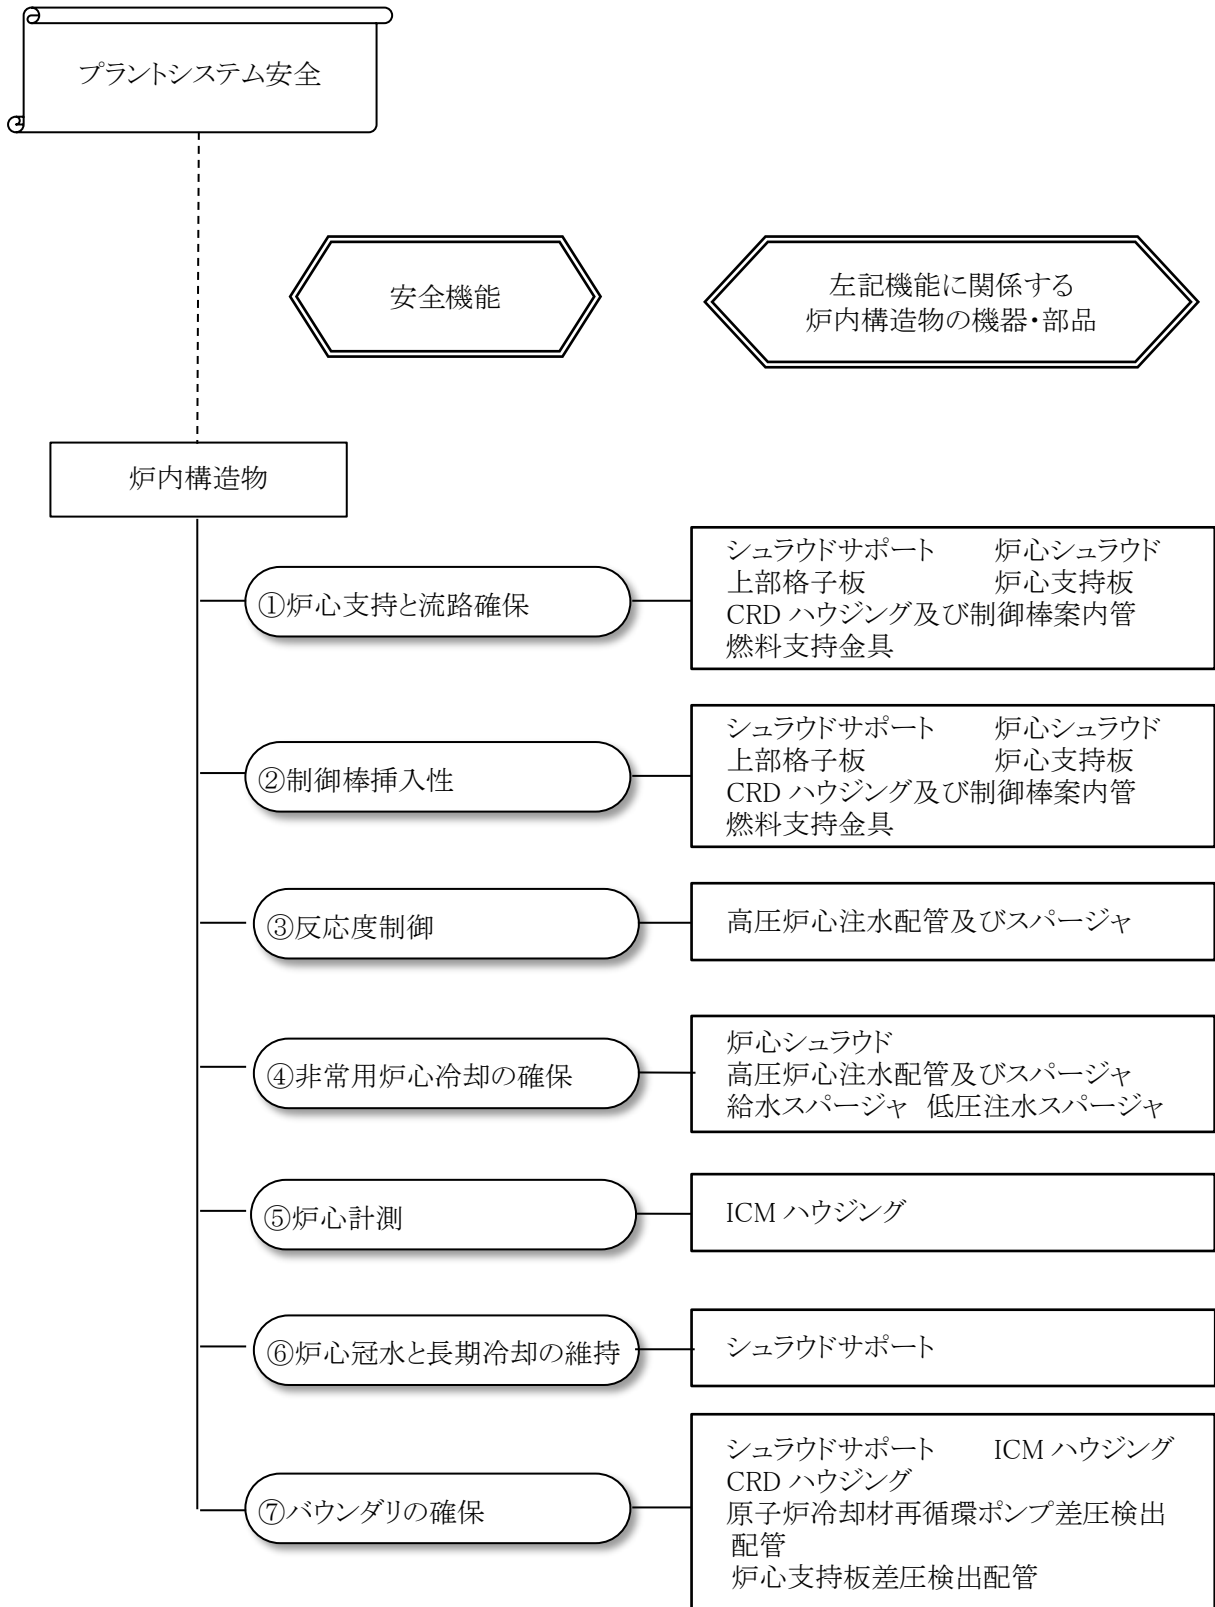 プラントシステム安全
安全機能
左記機能に関係する
炉内構造物の機器・部品
炉内構造物
①炉心支持と流路確保
シュラウドサポート 炉心シュラウド
上部格子板 炉心支持板
CRD ハウジング及び制御棒案内管
燃料支持金具
②制御棒挿入性
シュラウドサポート 炉心シュラウド
上部格子板 炉心支持板
CRD ハウジング及び制御棒案内管
燃料支持金具
③反応度制御
高圧炉心注水配管及びスパージャ
④非常用炉心冷却の確保
炉心シュラウド
高圧炉心注水配管及びスパージャ
給水スパージャ 低圧注水スパージャ
⑤炉心計測
ICM ハウジング
⑥炉心冠水と長期冷却の維持
シュラウドサポート
⑦バウンダリの確保
シュラウドサポート ICM ハウジング
CRD ハウジング
原子炉冷却材再循環ポンプ差圧検出
配管
炉心支持板差圧検出配管